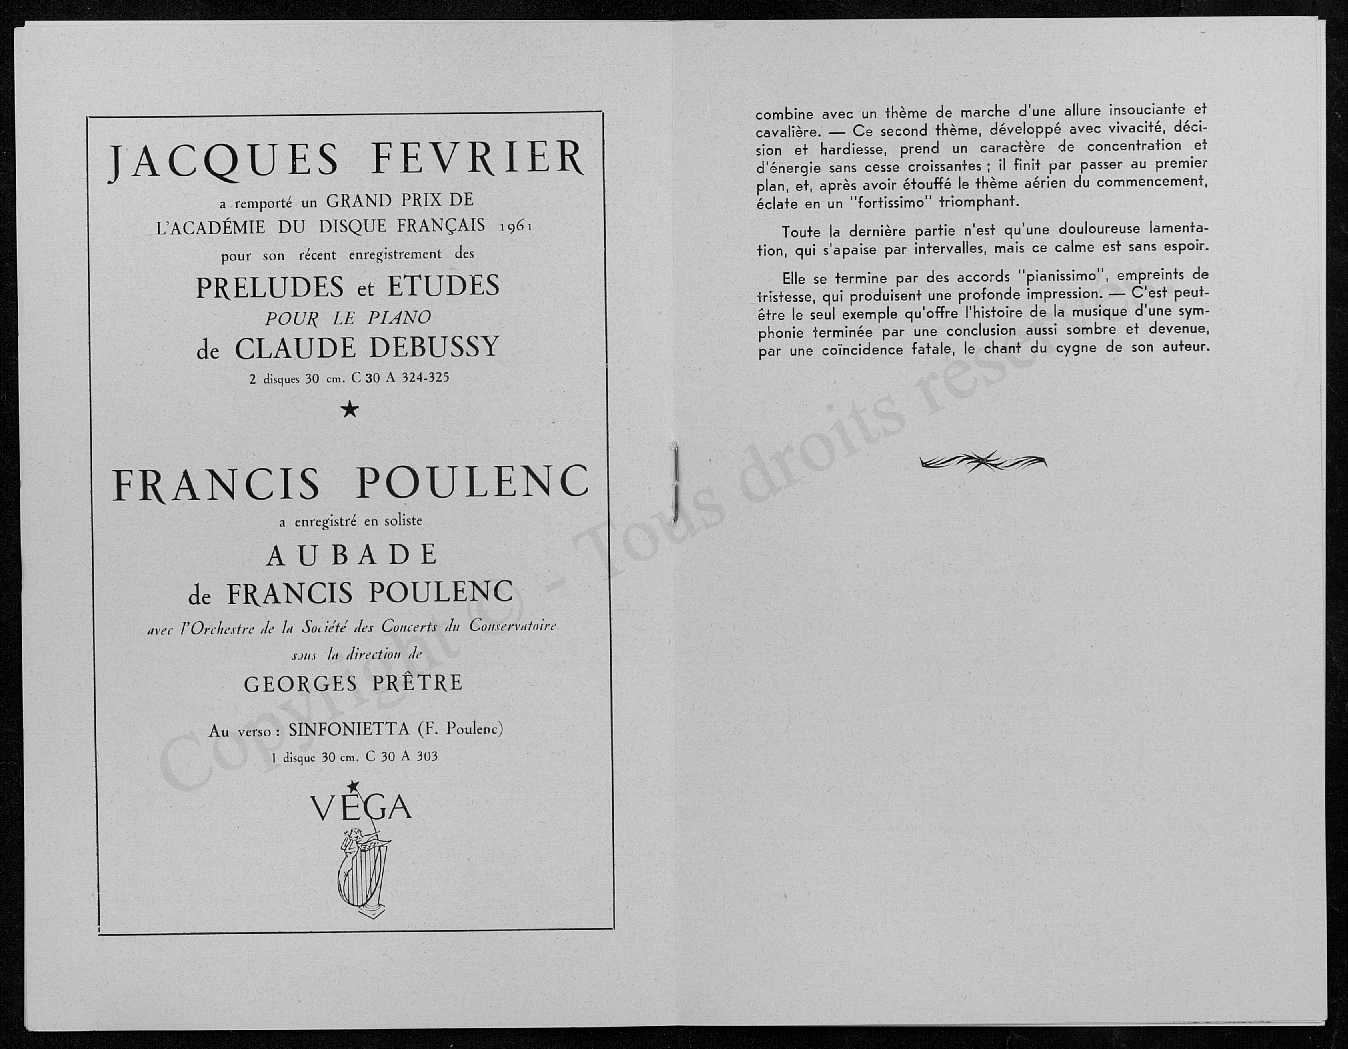 JACQUES FEVRIER
a remporté un GRAND PRIX DE
L'ACADÉMIE DU DISQUE FRANÇAIS 1961
pour son récent enregistrement des
PRELUDES et ETUDES
POUR LE PIANO
de CLAUDE DEBUSSY
2 disques 30 cm. C 30 A 324-325
FRANCIS POULENC
a enregistré en soliste
AUBADE
de FRANCIS POULENC
avec l'Orchestre de la Société des Concerts du Conservatoire
sous la direction de
GEORGES PRÊTRE
Au verso : SINFONIETTA (F. Poulenc)
1 disque 30 cm. C 30 A 303
VÉGA
combine avec un thème de marche d'une allure insouciante et
cavalière. — Ce second thème, développé avec vivacité, déci-
sion et hardiesse, prend un caractère de concentration et
d'énergie sans cesse croissantes ; il finit par passer au premier
plan, et, après avoir étouffé le thème aérien du commencement,
éclate en un "fortissimo" triomphant.
Toute la dernière partie n'est qu'une douloureuse lamenta-
tion, qui s'apaise par intervalles, mais ce calme est sans espoir.
Elle se termine par des accords "pianissimo", empreints de
tristesse, qui produisent une profonde impression. — C'est peut-
être le seul exemple qu'offre l'histoire de la musique d'une sym-
phonie terminée par une conclusion aussi sombre et devenue,
par une coïncidence fatale, le chant du cygne de son auteur.
Copyright © - Tous droits réservés